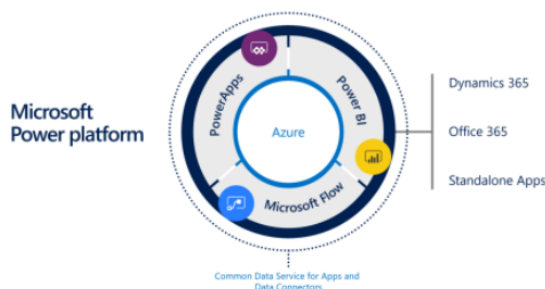 Microsoft
Power platform
PowerApps
Power BI
Azure
Microsoft Flow
Dynamics 365
Office 365
Standalone Apps
Common Data Service for Apps and
Data Connectors